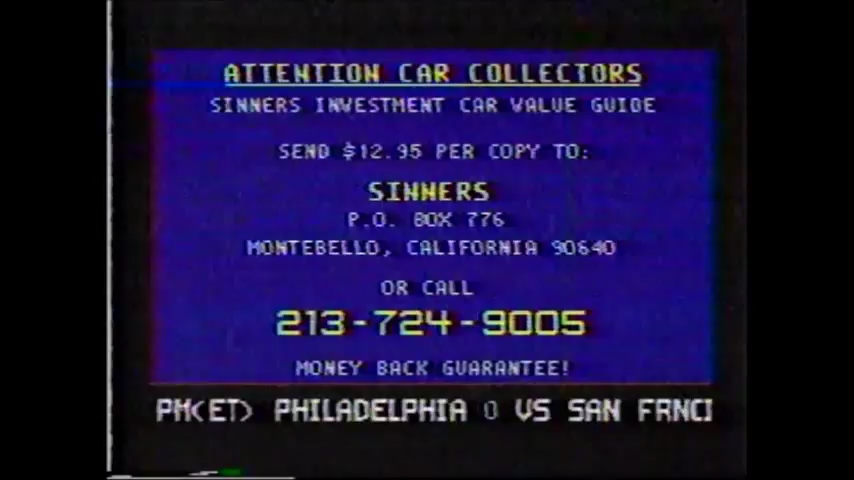 ATTENTION CAR COLLECTORS
SINNERS INVESTMENT CAR VALUE GUIDE
SEND $12.95 PER COPY TO:
SINNERS
P.O. BOX 776
MONTEBELLO, CALIFORNIA 90640
OR CALL
213-724-9005
MONEY BACK GUARANTEE!
PM(ET) PHILADELPHIA 0 VS SAN FRNCI